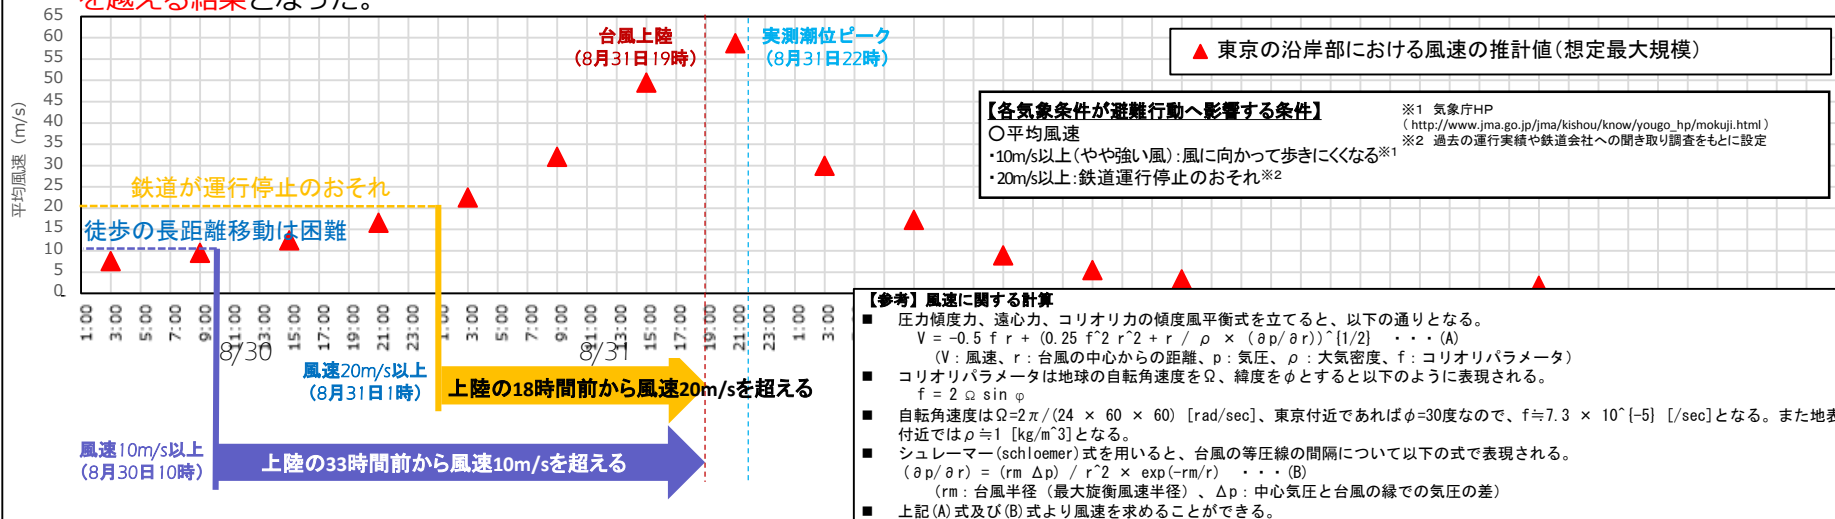 を越える結果となった。
65
60
55
50
45
40
35
30
25
20
15
10
5
0
平均風速 (m/s)
台風上陸
(8月31日19時)
実測潮位ピーク
(8月31日22時)
▲ 東京の沿岸部における風速の推計値(想定最大規模)
【各気象条件が避難行動へ影響する条件】
〇平均風速
・10m/s以上(やや強い風):風に向かって歩きにくくなる※1
・20m/s以上:鉄道運行停止のおそれ※2
※1 気象庁HP
( http://www.jma.go.jp/jma/kishou/know/yougo_hp/mokuji.html )
※2 過去の運行実績や鉄道会社への聞き取り調査をもとに設定
鉄道が運行停止のおそれ
徒歩の長距離移動は困難
1:00 3:00 5:00 7:00 9:00 11:00 13:00 15:00 17:00 19:00 21:00 23:00 1:00 3:00 5:00 7:00 9:00 11:00 13:00 15:00 17:00 19:00 21:00 23:00 1:00 3:00
8/30
8/31
風速20m/s以上
(8月31日1時)
上陸の18時間前から風速20m/sを超える
風速10m/s以上
(8月30日10時)
上陸の33時間前から風速10m/sを超える
【参考】風速に関する計算
■ 圧力傾度力、遠心力、コリオリ力の傾度風平衡式を立てると、以下の通りとなる。
V = -0.5 f r + (0.25 f^2 r^2 + r / ρ × (∂p/∂r))^{1/2} ・・・(A)
(V:風速、r:台風の中心からの距離、p:気圧、ρ:大気密度、f:コリオリパラメータ)
■ コリオリパラメータは地球の自転角速度をΩ、緯度をφとすると以下のように表現される。
f = 2 Ω sin φ
■ 自転角速度はΩ=2π/(24 × 60 × 60) [rad/sec]、東京付近であればφ=30度なので、f≒7.3 × 10^{-5} [/sec]となる。また地表
付近ではρ≒1 [kg/m^3]となる。
■ シュレーマー(schloemer)式を用いると、台風の等圧線の間隔について以下の式で表現される。
(∂p/∂r) = (rm Δp) / r^2 × exp(-rm/r) ・・・(B)
(rm:台風半径(最大旋衡風速半径)、Δp:中心気圧と台風の縁での気圧の差)
■ 上記(A)式及び(B)式より風速を求めることができる。